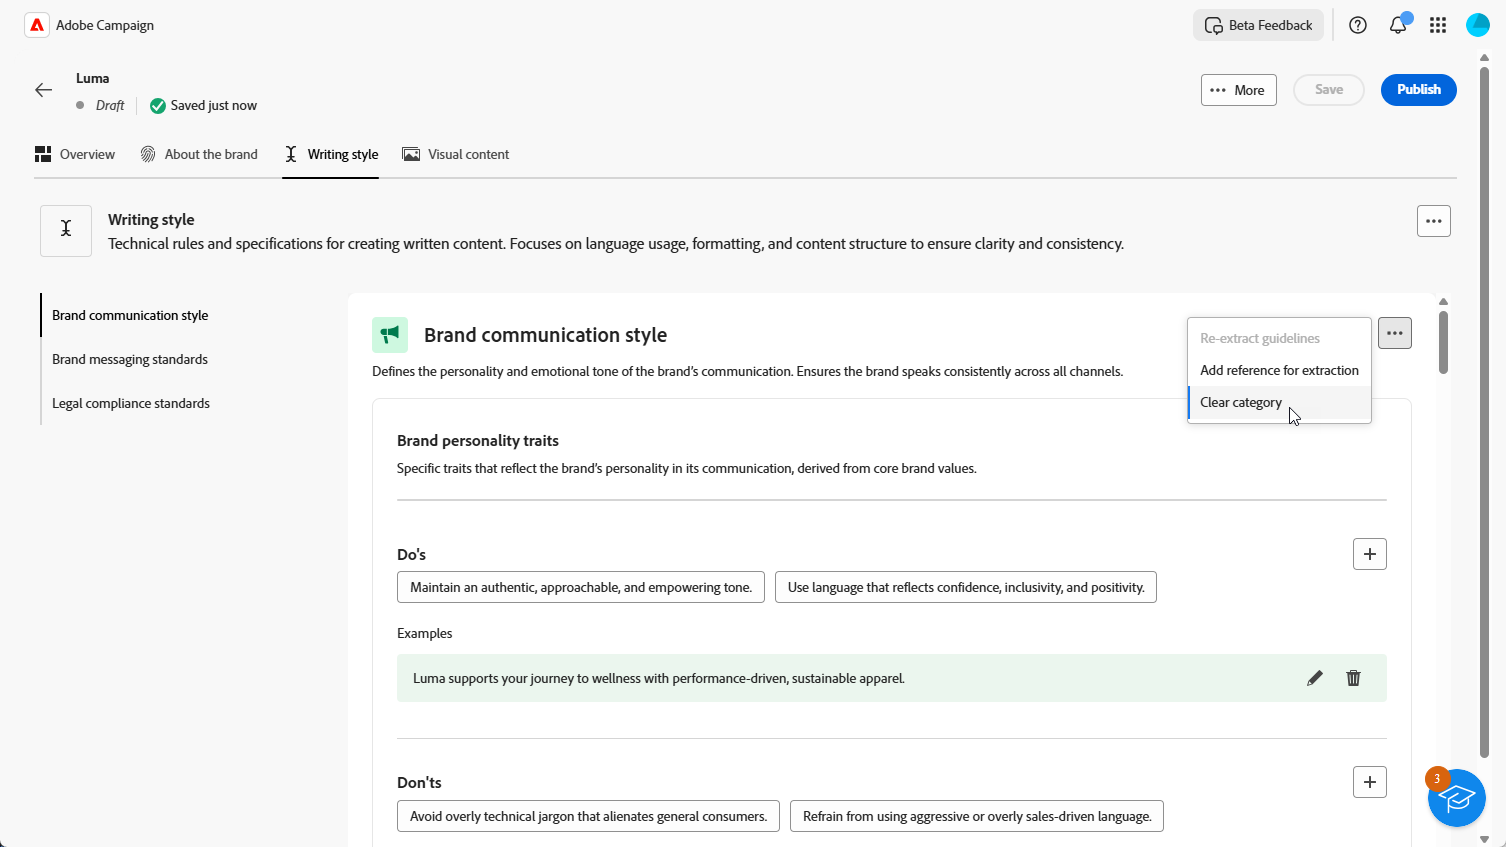 Adobe Campaign
Beta Feedback
Luma
Draft
Saved just now
More
Save
Publish
Overview
About the brand
Writing style
Visual content
Writing style
Technical rules and specifications for creating written content. Focuses on language usage, formatting, and content structure to ensure clarity and consistency.
Brand communication style
Brand messaging standards
Legal compliance standards
Brand communication style
Defines the personality and emotional tone of the brand’s communication. Ensures the brand speaks consistently across all channels.
Re-extract guidelines
Add reference for extraction
Clear category
Brand personality traits
Specific traits that reflect the brand’s personality in its communication, derived from core brand values.
Do's
Maintain an authentic, approachable, and empowering tone.
Use language that reflects confidence, inclusivity, and positivity.
Examples
Luma supports your journey to wellness with performance-driven, sustainable apparel.
Don'ts
Avoid overly technical jargon that alienates general consumers.
Refrain from using aggressive or overly sales-driven language.
3